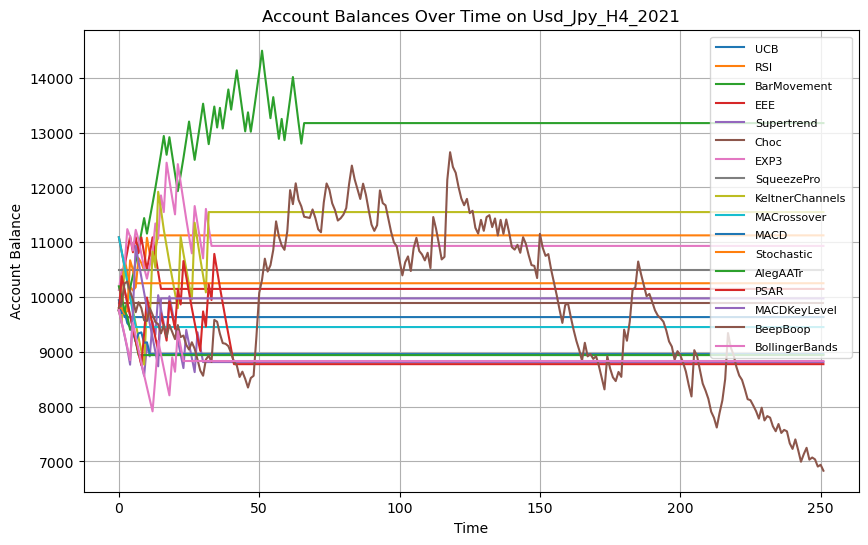 Account Balances Over Time on Usd_Jpy_H4_2021
Account Balance
14000
13000
12000
11000
10000
9000
8000
7000
0
50
100
150
200
250
Time
UCB
RSI
BarMovement
EEE
Supertrend
Choc
EXP3
SqueezePro
KeltnerChannels
MACrossover
MACD
Stochastic
AlegAATr
PSAR
MACDKeyLevel
BeepBoop
BollingerBands